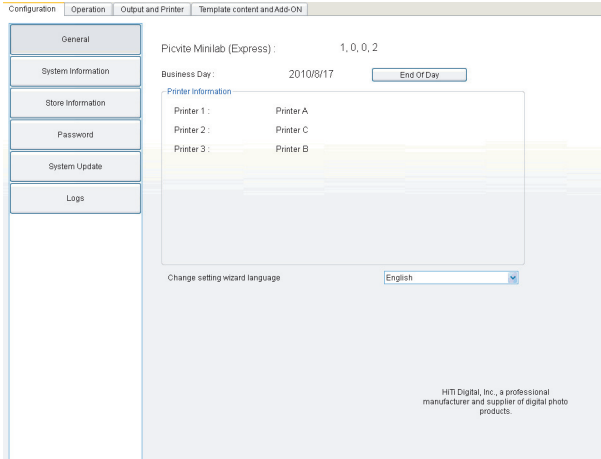 Configuration Operation Output and Printer Template content and Add-ON
General
System Information
Store Information
Password
System Update
Logs
Picvite Minilab (Express) : 1, 0, 0, 2
Business Day : 2010/8/17 End Of Day
Printer Information
Printer 1 : Printer A
Printer 2 : Printer C
Printer 3 : Printer B
Change setting wizard language English
HiTi Digital, Inc., a professional
manufacturer and supplier of digital photo
products.